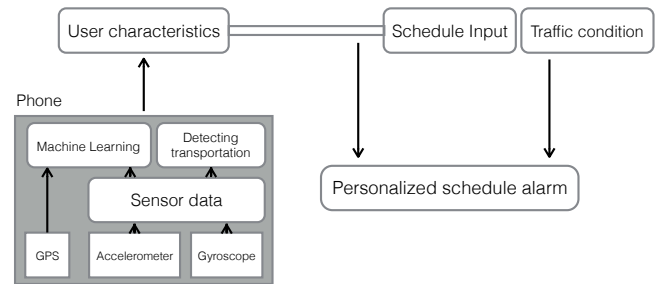 User characteristics
Schedule Input
Traffic condition
Phone
Machine Learning
Detecting
transportation
Sensor data
Personalized schedule alarm
GPS
Accelerometer
Gyroscope